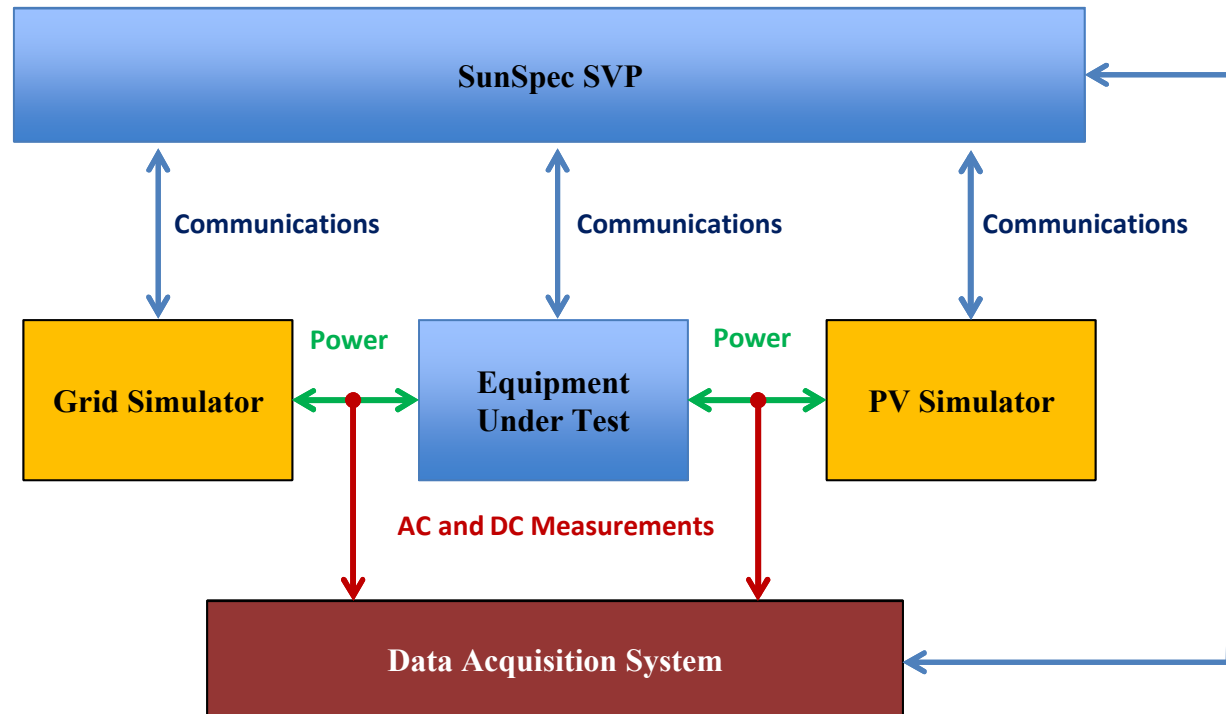 SunSpec SVP
Communications
Communications
Communications
Power
Power
Grid Simulator
Equipment
Under Test
PV Simulator
AC and DC Measurements
Data Acquisition System